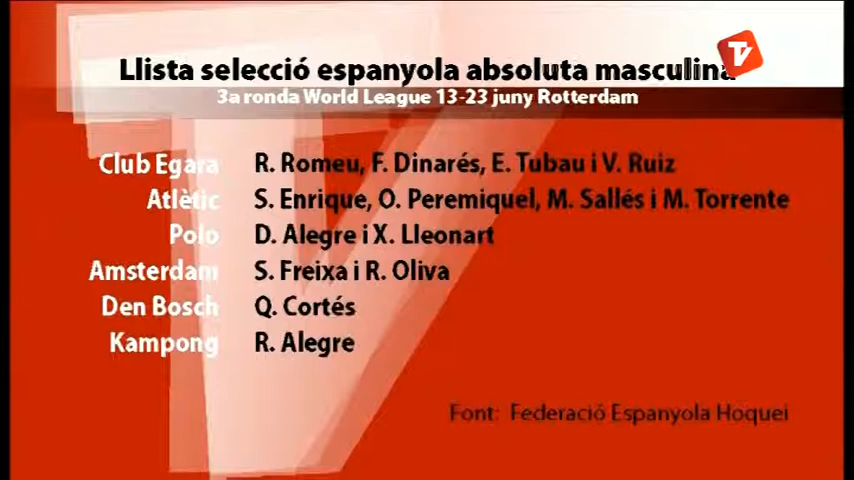 Llista selecció espanyola absoluta masculina
3a ronda World League 13-23 juny Rotterdam
Club Egara R. Romeu, F. Dinarés, E. Tubau i V. Ruiz
Atlètic S. Enrique, O. Peremiquel, M. Sallés i M. Torrente
Polo D. Alegre i X. Lleonart
Amsterdam S. Freixa i R. Oliva
Den Bosch Q. Cortés
Kampong R. Alegre
Font: Federació Espanyola Hoquei
TV